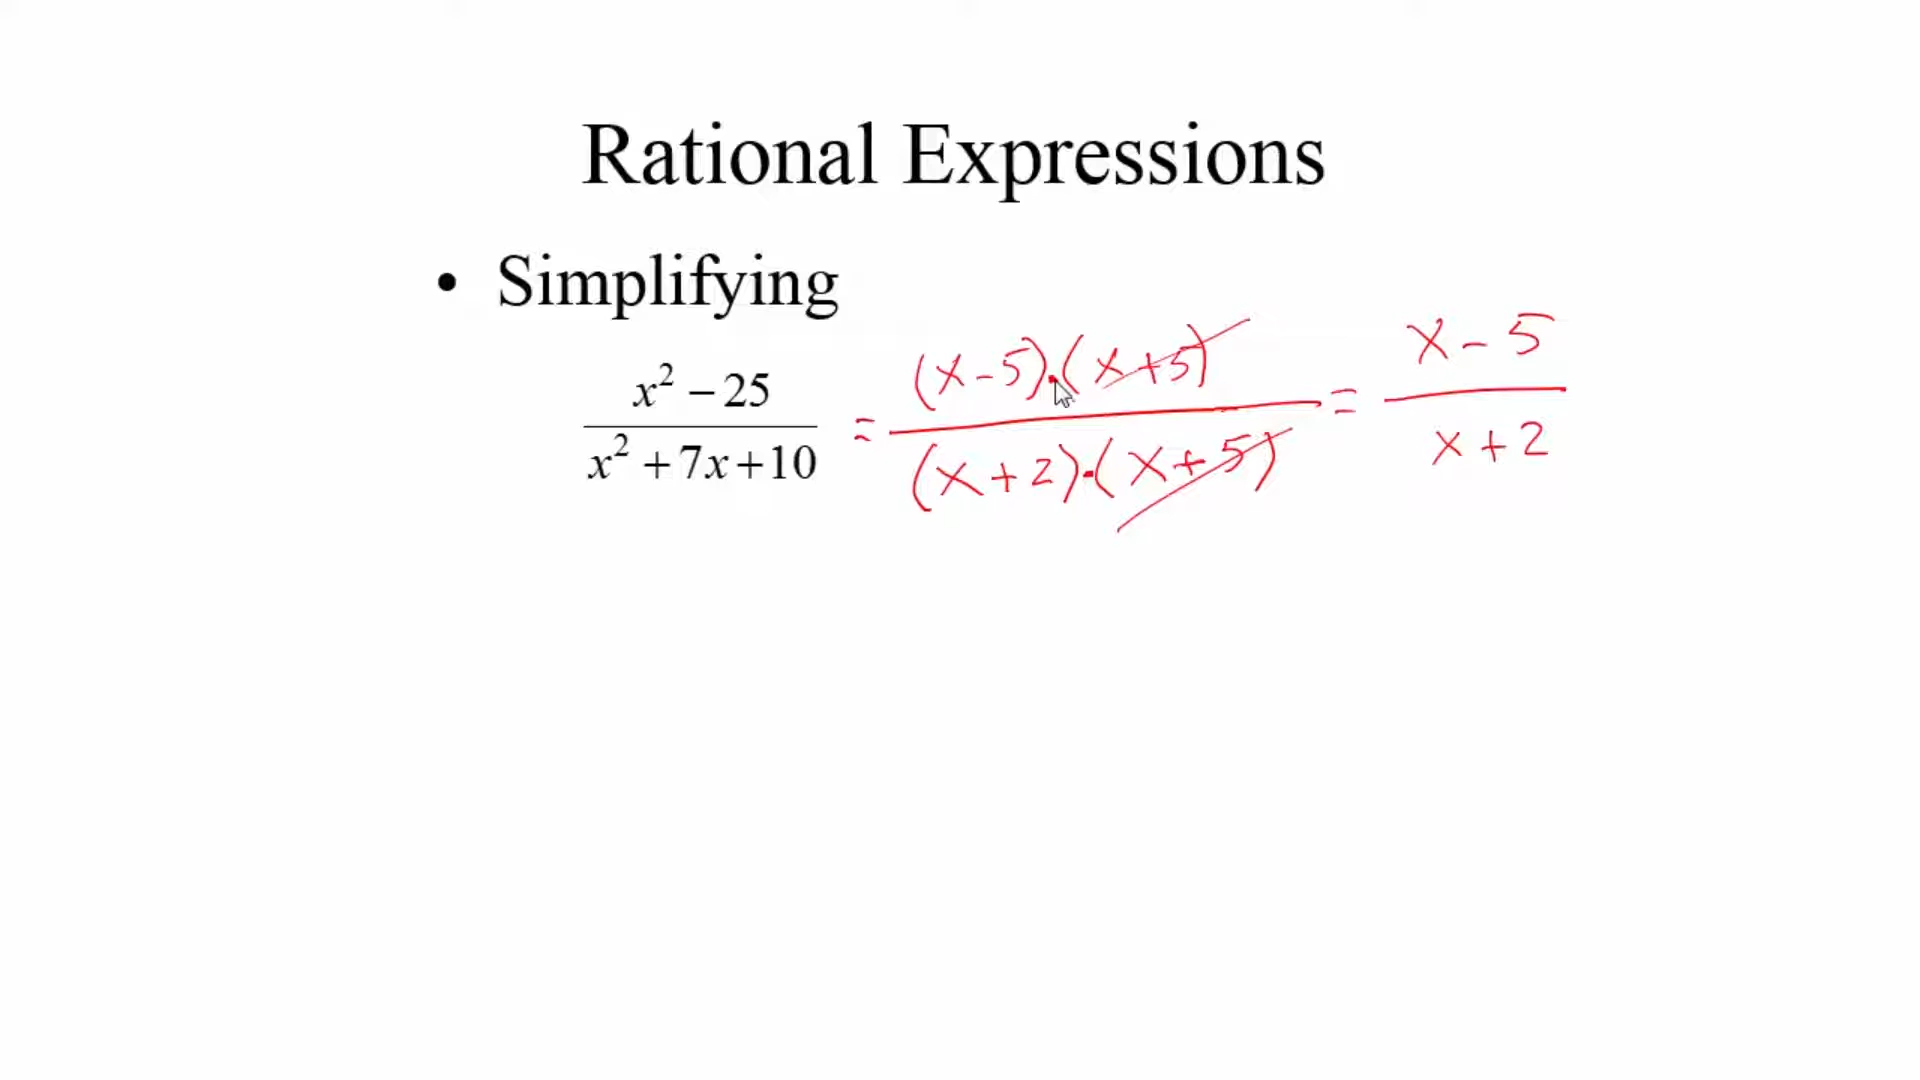 Rational Expressions
• Simplifying
x² − 25 / x² + 7x + 10 = (x − 5)·(x + 5) / (x + 2)·(x + 5) = x − 5 / x + 2